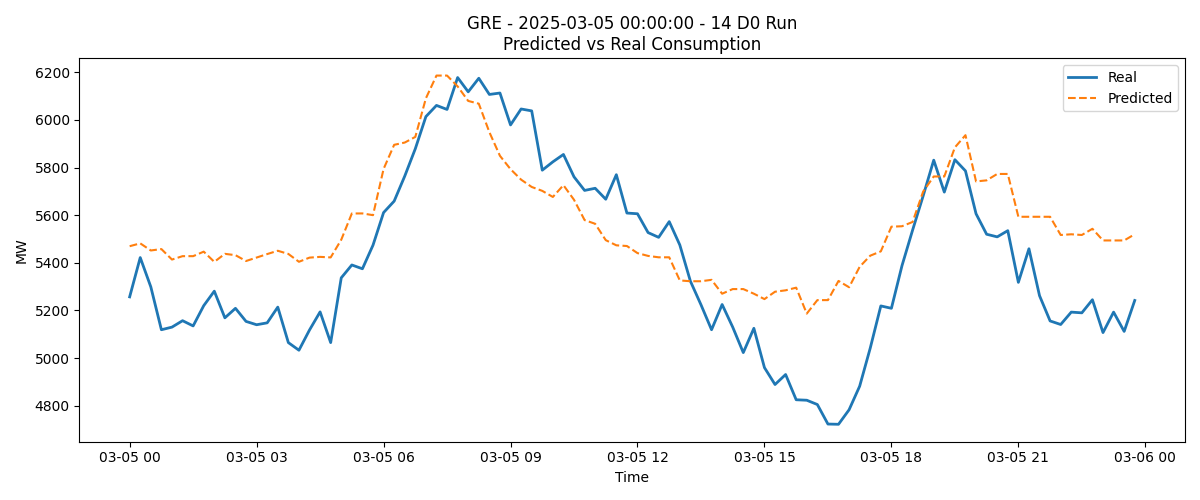 GRE - 2025-03-05 00:00:00 - 14 D0 Run
Predicted vs Real Consumption
Real
Predicted
MW
6200
6000
5800
5600
5400
5200
5000
4800
03-05 00
03-05 03
03-05 06
03-05 09
03-05 12
03-05 15
03-05 18
03-05 21
03-06 00
Time